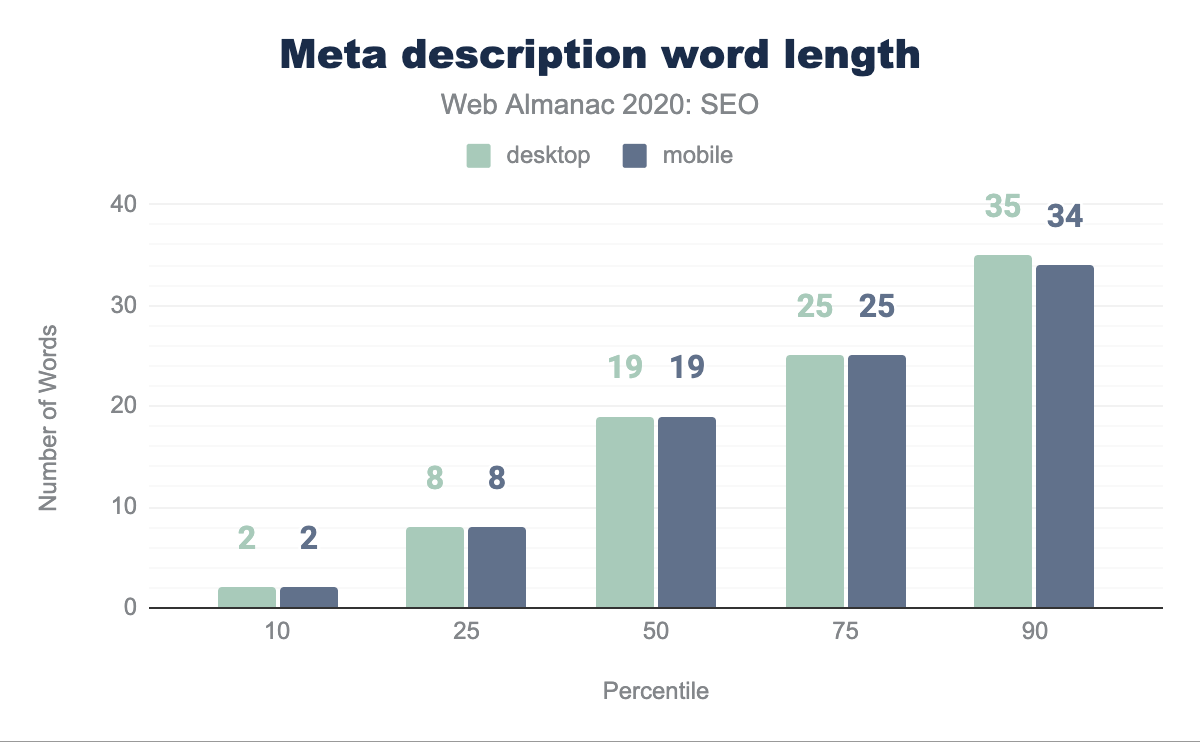 Meta description word length
Web Almanac 2020: SEO
desktop mobile
40
30
20
10
0
Number of Words
2 2
8 8
19 19
25 25
35 34
10 25 50 75 90
Percentile